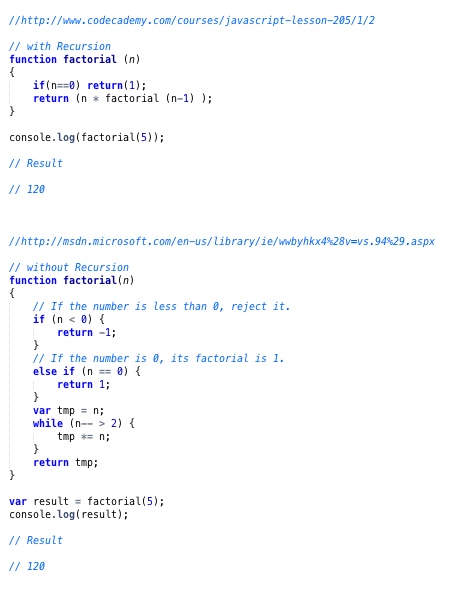 //http://www.codecademy.com/courses/javascript-lesson-205/1/2
// with Recursion
function factorial (n)
{
if(n==0) return(1);
return (n * factorial (n-1) );
}
console.log(factorial(5));
// Result
// 120
//http://msdn.microsoft.com/en-us/library/ie/wwbyhkx4%28v=vs.94%29.aspx
// without Recursion
function factorial(n)
{
// If the number is less than 0, reject it.
if (n < 0) {
return -1;
}
// If the number is 0, its factorial is 1.
else if (n == 0) {
return 1;
}
var tmp = n;
while (n-- > 2) {
tmp *= n;
}
return tmp;
}
var result = factorial(5);
console.log(result);
// Result
// 120